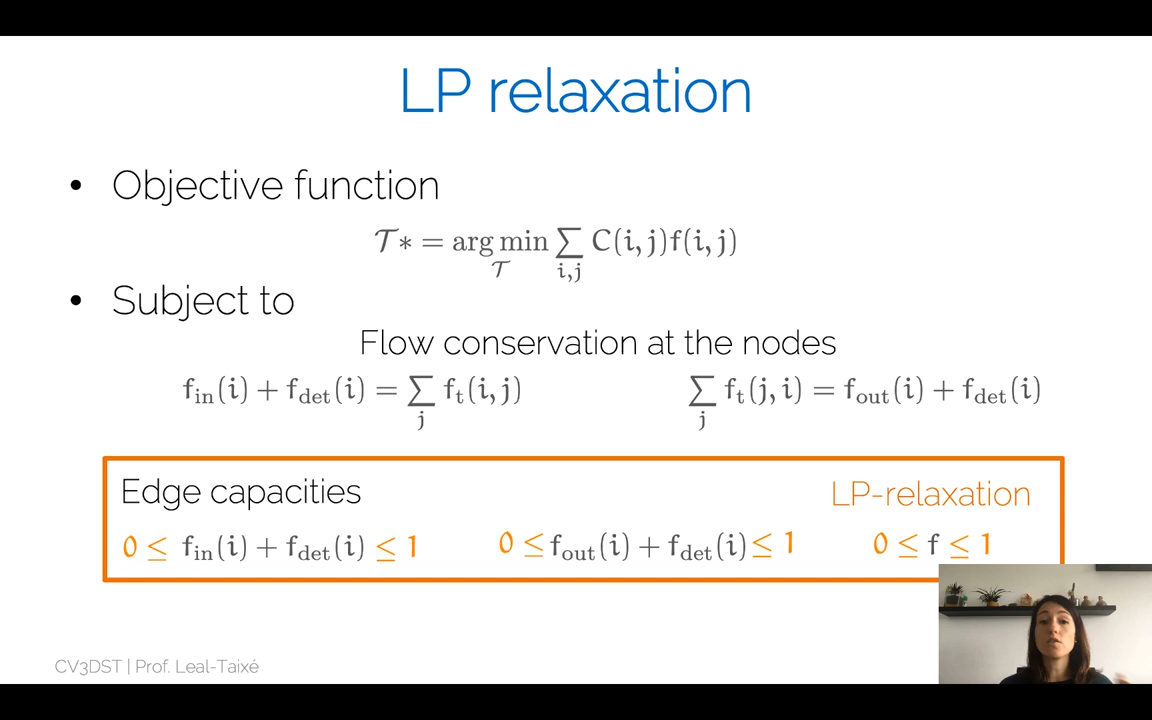 LP relaxation
• Objective function
𝒯* = arg min_𝒯 ∑_{i,j} C(i,j)f(i,j)
• Subject to
Flow conservation at the nodes
f_in(i) + f_det(i) = ∑_j f_t(i,j)    ∑_j f_t(j,i) = f_out(i) + f_det(i)
Edge capacities    LP-relaxation
0 ≤ f_in(i) + f_det(i) ≤ 1    0 ≤ f_out(i) + f_det(i) ≤ 1    0 ≤ f ≤ 1
CV3DST | Prof. Leal-Taixé